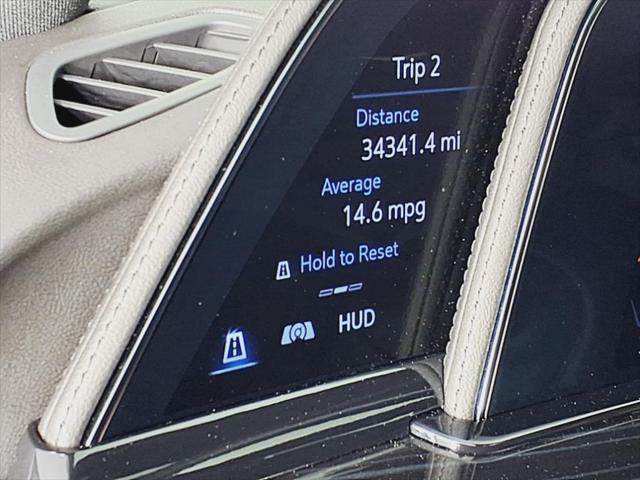 Trip 2
Distance
34341.4 mi
Average
14.6 mpg
Hold to Reset
HUD